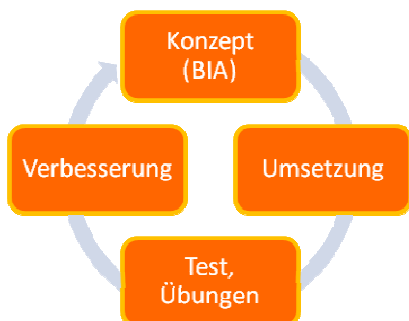 Konzept
(BIA)
Verbesserung
Umsetzung
Test,
Übungen